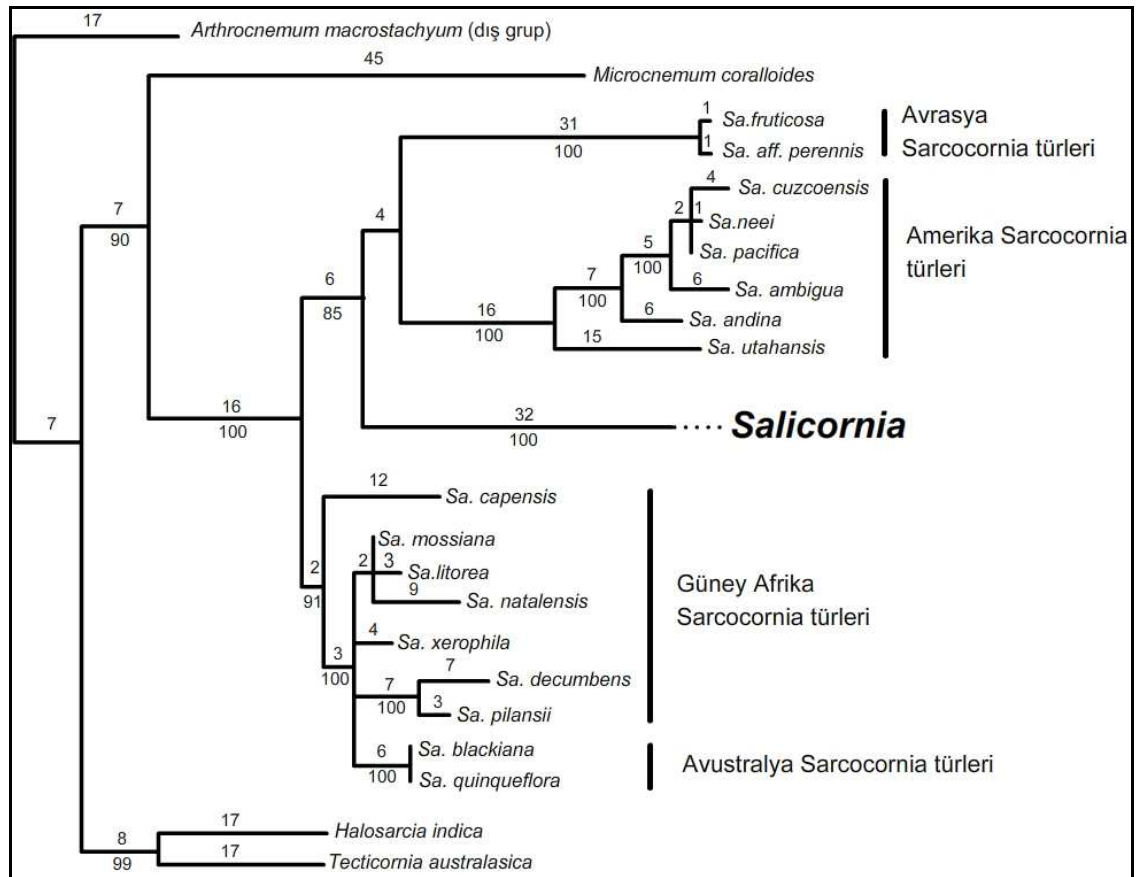 17
Arthrocnemum macrostachyum (dış grup)
45
Microcnemum coralloides
1
Sa.fruticosa
31
100
1
Sa. aff. perennis
Avrasya
Sarcocornia türleri
4
Sa. cuzcoensis
2
1
Sa.neei
Sa. pacifica
5
100
6
Sa. ambigua
7
100
6
Sa. andina
16
100
15
Sa. utahansis
Amerika Sarcocornia
türleri
7
90
4
6
85
32
100
Salicornia
7
16
100
12
Sa. capensis
Sa. mossiana
2
3
Sa.litorea
9
Sa. natalensis
2
91
4
Sa. xerophila
3
100
7
Sa. decumbens
7
100
3
Sa. pilansii
Güney Afrika
Sarcocornia türleri
6
100
Sa. blackiana
Sa. quinqueflora
Avustralya Sarcocornia türleri
17
Halosarcia indica
8
99
17
Tecticornia australasica